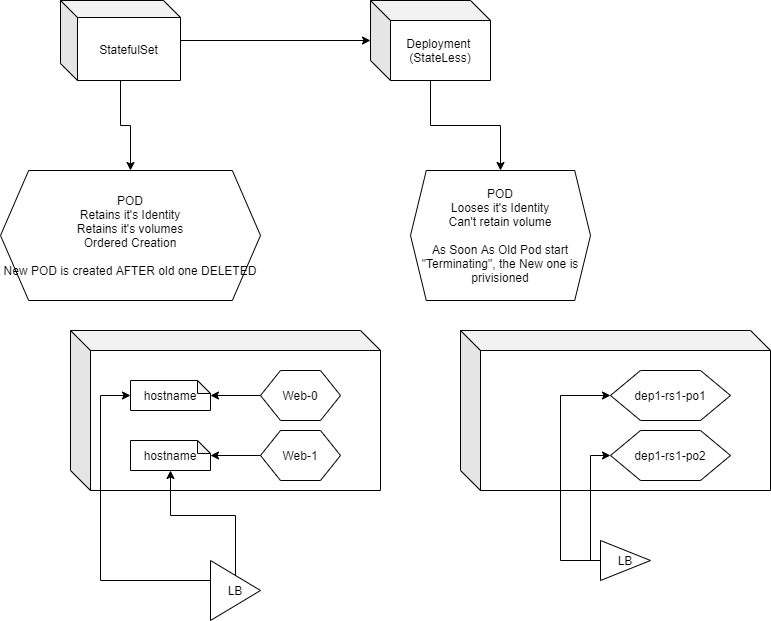 StatefulSet
Deployment
(StateLess)
POD
Retains it's Identity
Retains it's volumes
Ordered Creation
New POD is created AFTER old one DELETED
POD
Looses it's Identity
Can't retain volume
As Soon As Old Pod start
"Terminating", the New one is
privisioned
hostname
Web-0
hostname
Web-1
LB
dep1-rs1-po1
dep1-rs1-po2
LB